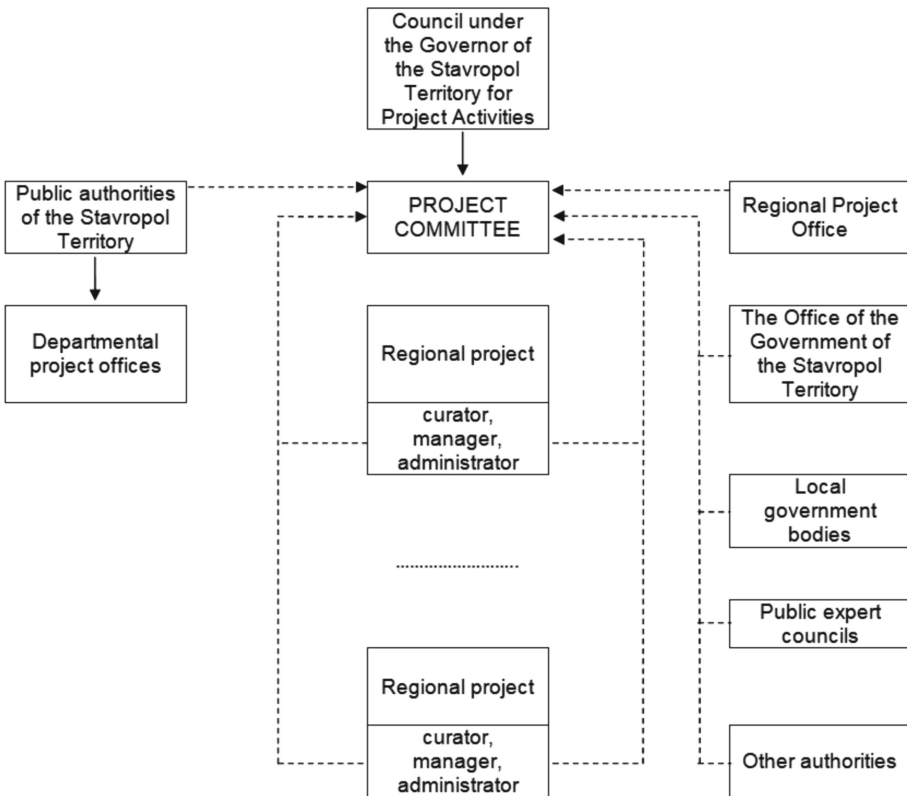 Council under
the Governor of
the Stavropol
Territory for
Project Activities
Public authorities
of the Stavropol
Territory
PROJECT
COMMITTEE
Regional Project
Office
Departmental
project offices
Regional project
curator,
manager,
administrator
The Office of the
Government of
the Stavropol
Territory
Local
government
bodies
..........................
Public expert
councils
Regional project
curator,
manager,
administrator
Other authorities